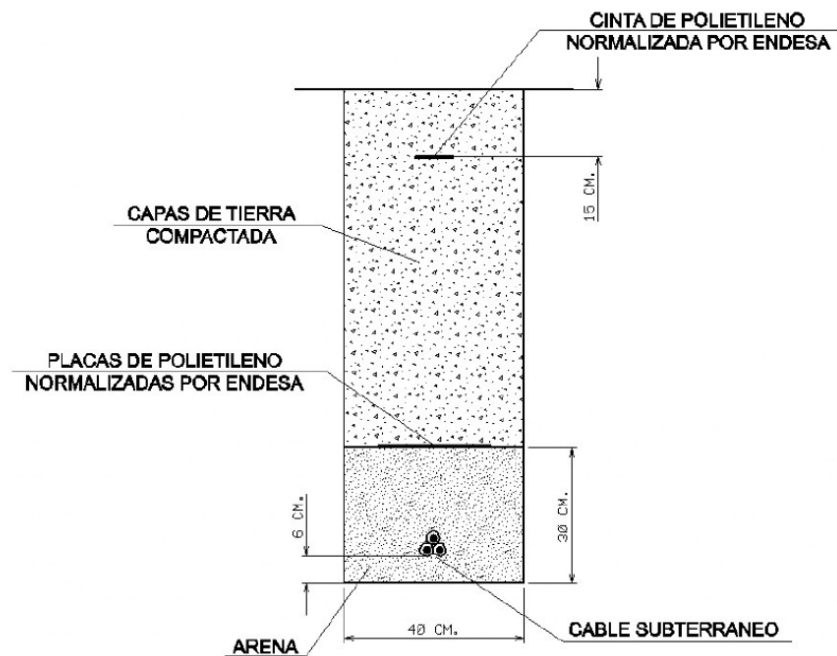 CINTA DE POLIETILENO
NORMALIZADA POR ENDESA
15 CM.
CAPAS DE TIERRA
COMPACTADA
PLACAS DE POLIETILENO
NORMALIZADAS POR ENDESA
6 CM.
30 CM.
40 CM.
CABLE SUBTERRANEO
ARENA